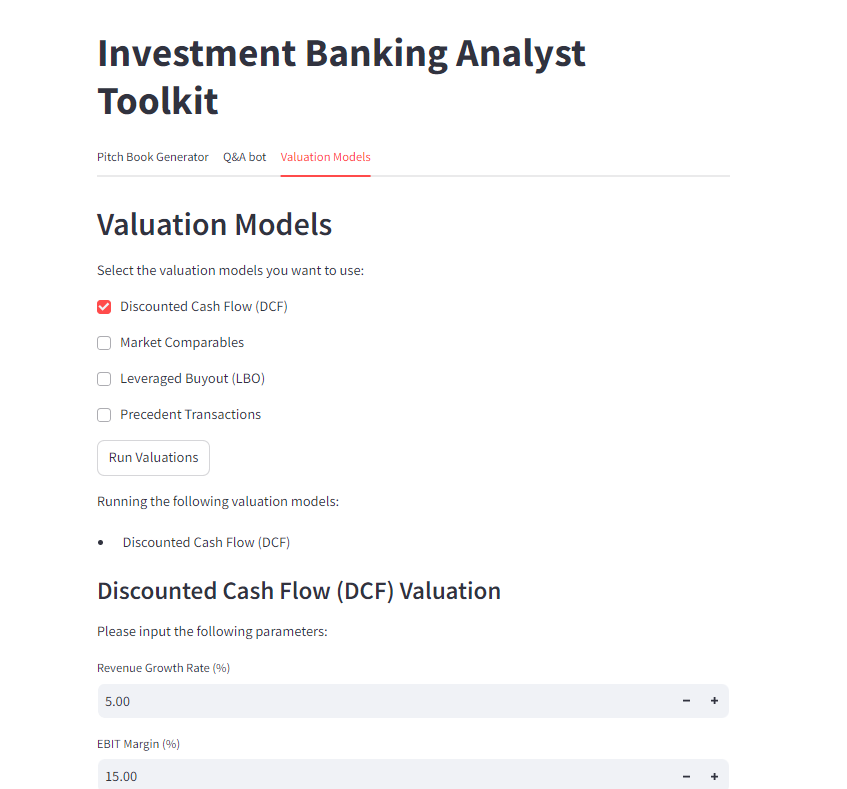 Investment Banking Analyst
Toolkit
Pitch Book Generator Q&A bot Valuation Models
Valuation Models
Select the valuation models you want to use:
Discounted Cash Flow (DCF)
Market Comparables
Leveraged Buyout (LBO)
Precedent Transactions
Run Valuations
Running the following valuation models:
• Discounted Cash Flow (DCF)
Discounted Cash Flow (DCF) Valuation
Please input the following parameters:
Revenue Growth Rate (%)
5.00 − +
EBIT Margin (%)
15.00 − +